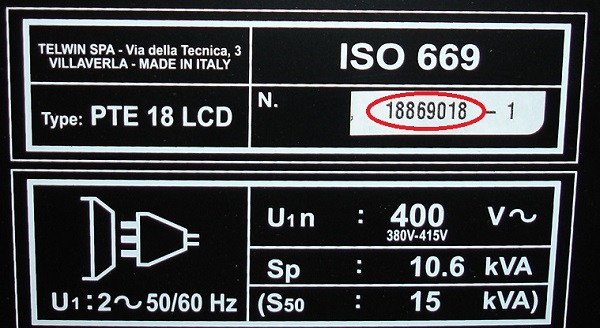 TELWIN SPA - Via della Tecnica, 3
VILLAVERLA - MADE IN ITALY
ISO 669
Type: PTE 18 LCD
N.
18869018 - 1
U1n : 400 V~
380V-415V
Sp : 10.6 kVA
U1 : 2~ 50/60 Hz
(S50 : 15 kVA)